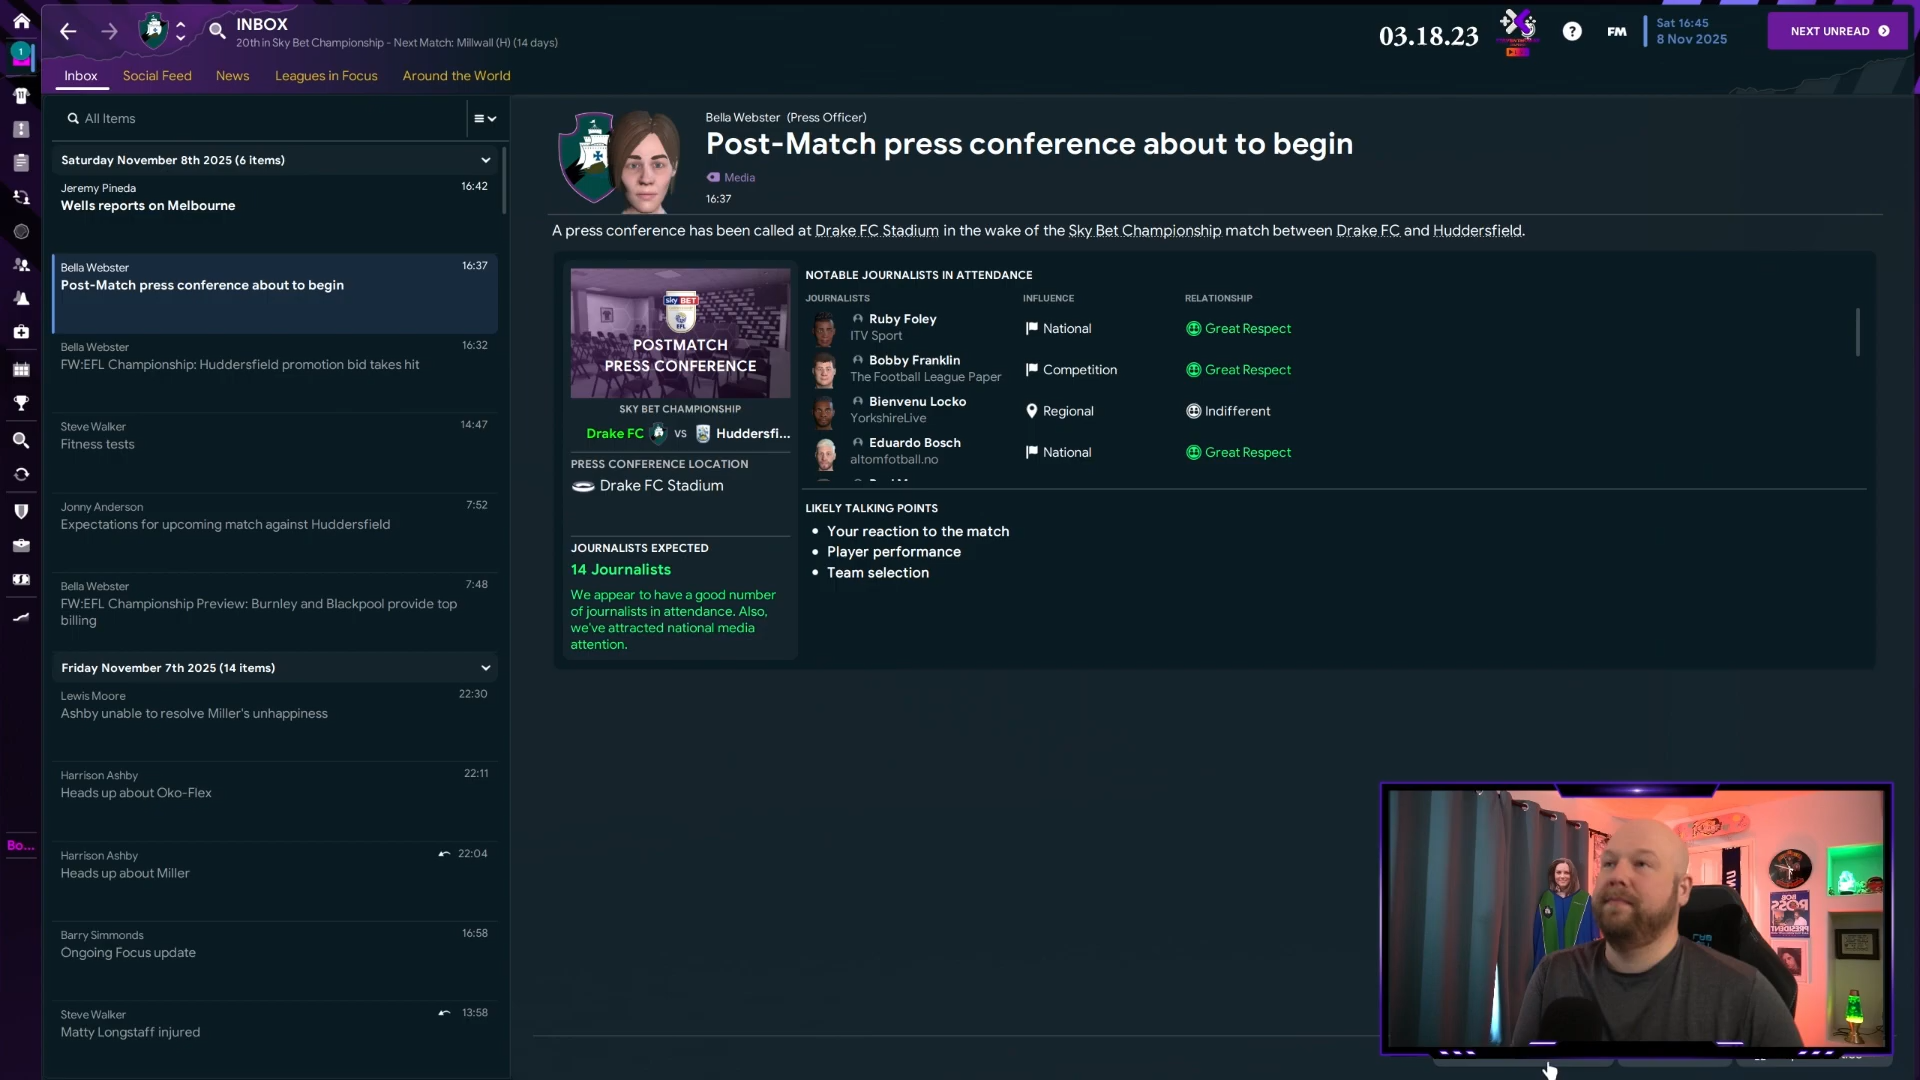 INBOX
20th in Sky Bet Championship - Next Match: Millwall (H) (14 days)
03.18.23
FM
Sat 16:45
8 Nov 2025
NEXT UNREAD
1
Inbox
Social Feed
News
Leagues in Focus
Around the World
All Items
Saturday November 8th 2025 (6 items)
Jeremy Pineda 16:42
Wells reports on Melbourne
Bella Webster 16:37
Post-Match press conference about to begin
Bella Webster 16:32
FW:EFL Championship: Huddersfield promotion bid takes hit
Steve Walker 14:47
Fitness tests
Jonny Anderson 7:52
Expectations for upcoming match against Huddersfield
Bella Webster 7:48
FW:EFL Championship Preview: Burnley and Blackpool provide top
billing
Friday November 7th 2025 (14 items)
Lewis Moore 22:30
Ashby unable to resolve Miller's unhappiness
Harrison Ashby 22:11
Heads up about Oko-Flex
Harrison Ashby 22:04
Heads up about Miller
Barry Simmonds 16:58
Ongoing Focus update
Steve Walker 13:58
Matty Longstaff injured
Bo...
Bella Webster (Press Officer)
Post-Match press conference about to begin
Media
16:37
A press conference has been called at Drake FC Stadium in the wake of the Sky Bet Championship match between Drake FC and Huddersfield.
sky BET
EFL
POSTMATCH
PRESS CONFERENCE
SKY BET CHAMPIONSHIP
Drake FC VS Huddersfi...
PRESS CONFERENCE LOCATION
Drake FC Stadium
JOURNALISTS EXPECTED
14 Journalists
We appear to have a good number
of journalists in attendance. Also,
we've attracted national media
attention.
NOTABLE JOURNALISTS IN ATTENDANCE
JOURNALISTS INFLUENCE RELATIONSHIP
Ruby Foley
ITV Sport
National
Great Respect
Bobby Franklin
The Football League Paper
Competition
Great Respect
Bienvenu Locko
YorkshireLive
Regional
Indifferent
Eduardo Bosch
altomfotball.no
National
Great Respect
LIKELY TALKING POINTS
Your reaction to the match
Player performance
Team selection
BOB
ROSS
PRESIDENT